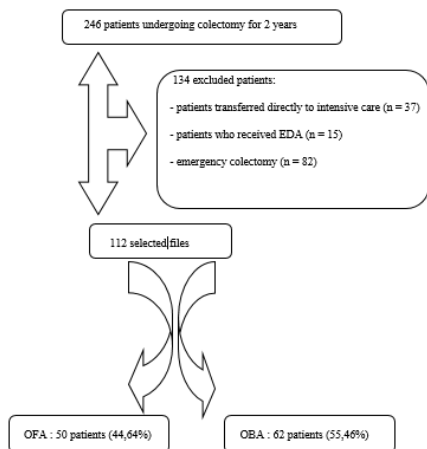 246 patients undergoing colectomy for 2 years
134 excluded patients:
- patients transferred directly to intensive care (n = 37)
- patients who received EDA (n = 15)
- emergency colectomy (n = 82)
112 selected files
OFA : 50 patients (44,64%)
OBA : 62 patients (55,46%)